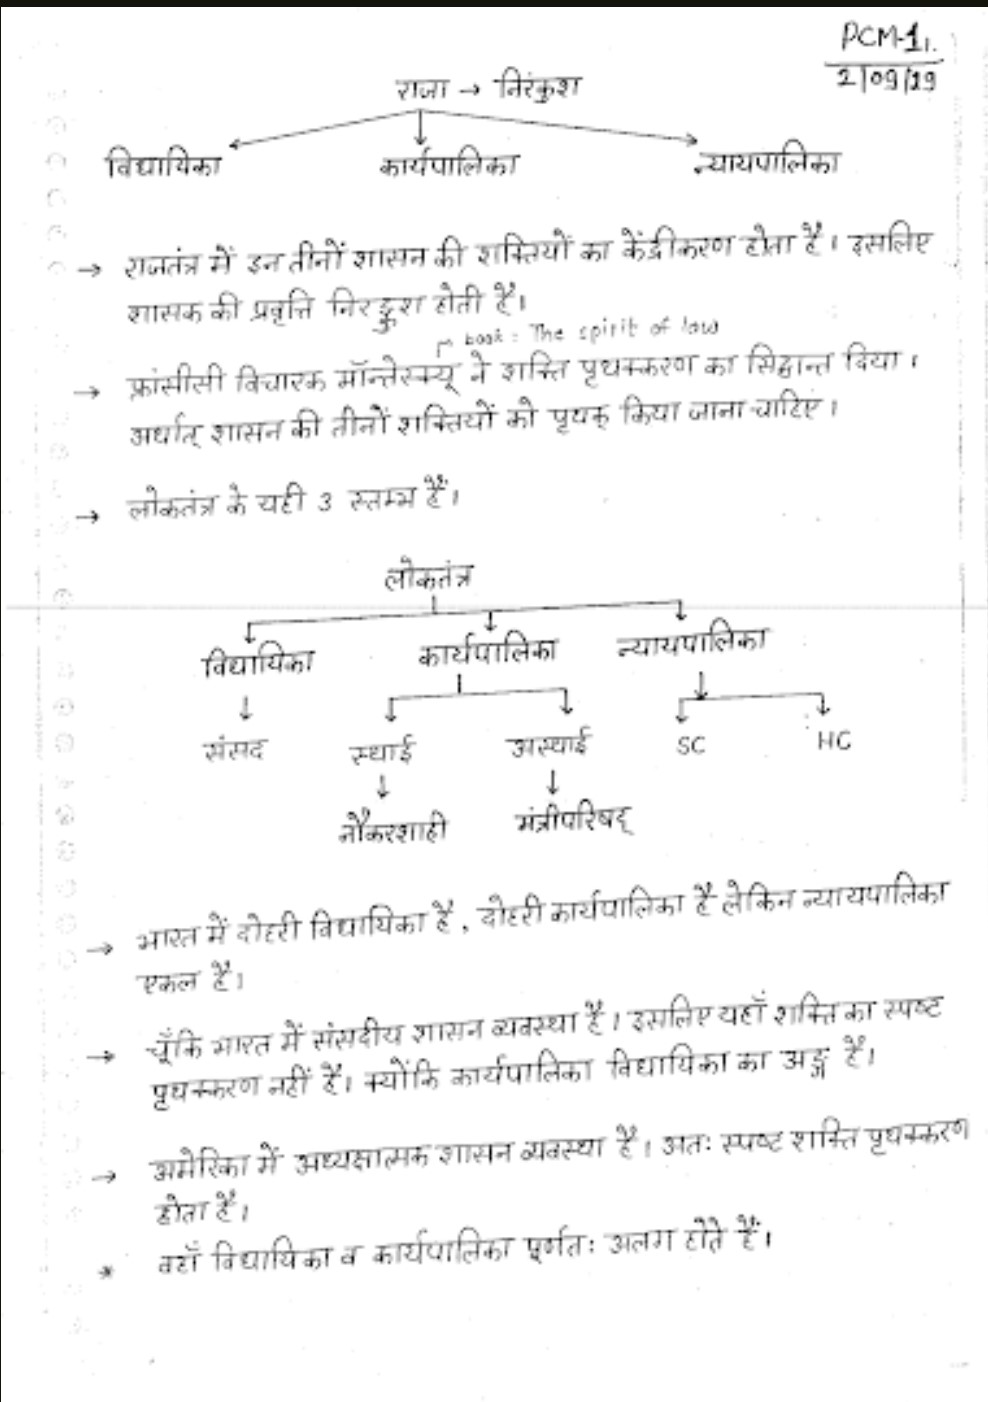 PCM-1.
2/09/19
राजा → निरंकुश
विद्यायिका कार्यपालिका न्यायपालिका
→ राजतंत्र में इन तीनों शासन की शक्तियों का केंद्रीकरण होता है। इसलिए
शासक की प्रवृत्ति निरङ्कुश होती है।
book : The spirit of law
→ फ्रांसीसी विचारक मॉन्तेस्क्यू ने शक्ति पृथक्करण का सिद्धान्त दिया।
अर्थात् शासन की तीनों शक्तियों को पृथक् किया जाना चाहिए।
→ लोकतंत्र के यही 3 स्तम्भ हैं।
लोकतंत्र
विद्यायिका कार्यपालिका न्यायपालिका
संसद स्थाई अस्थाई SC HC
नौकरशाही मंत्रीपरिषद्
→ भारत में दोहरी विद्यायिका है, दोहरी कार्यपालिका है लेकिन न्यायपालिका
एकल है।
→ चूँकि भारत में संसदीय शासन व्यवस्था है। इसलिए यहाँ शक्ति का स्पष्ट
पृथक्करण नहीं है। क्योंकि कार्यपालिका विद्यायिका का अङ्ग है।
→ अमेरिका में अध्यक्षात्मक शासन व्यवस्था है। अतः स्पष्ट शक्ति पृथक्करण
होता है।
* वहाँ विद्यायिका व कार्यपालिका पूर्णतः अलग होते हैं।